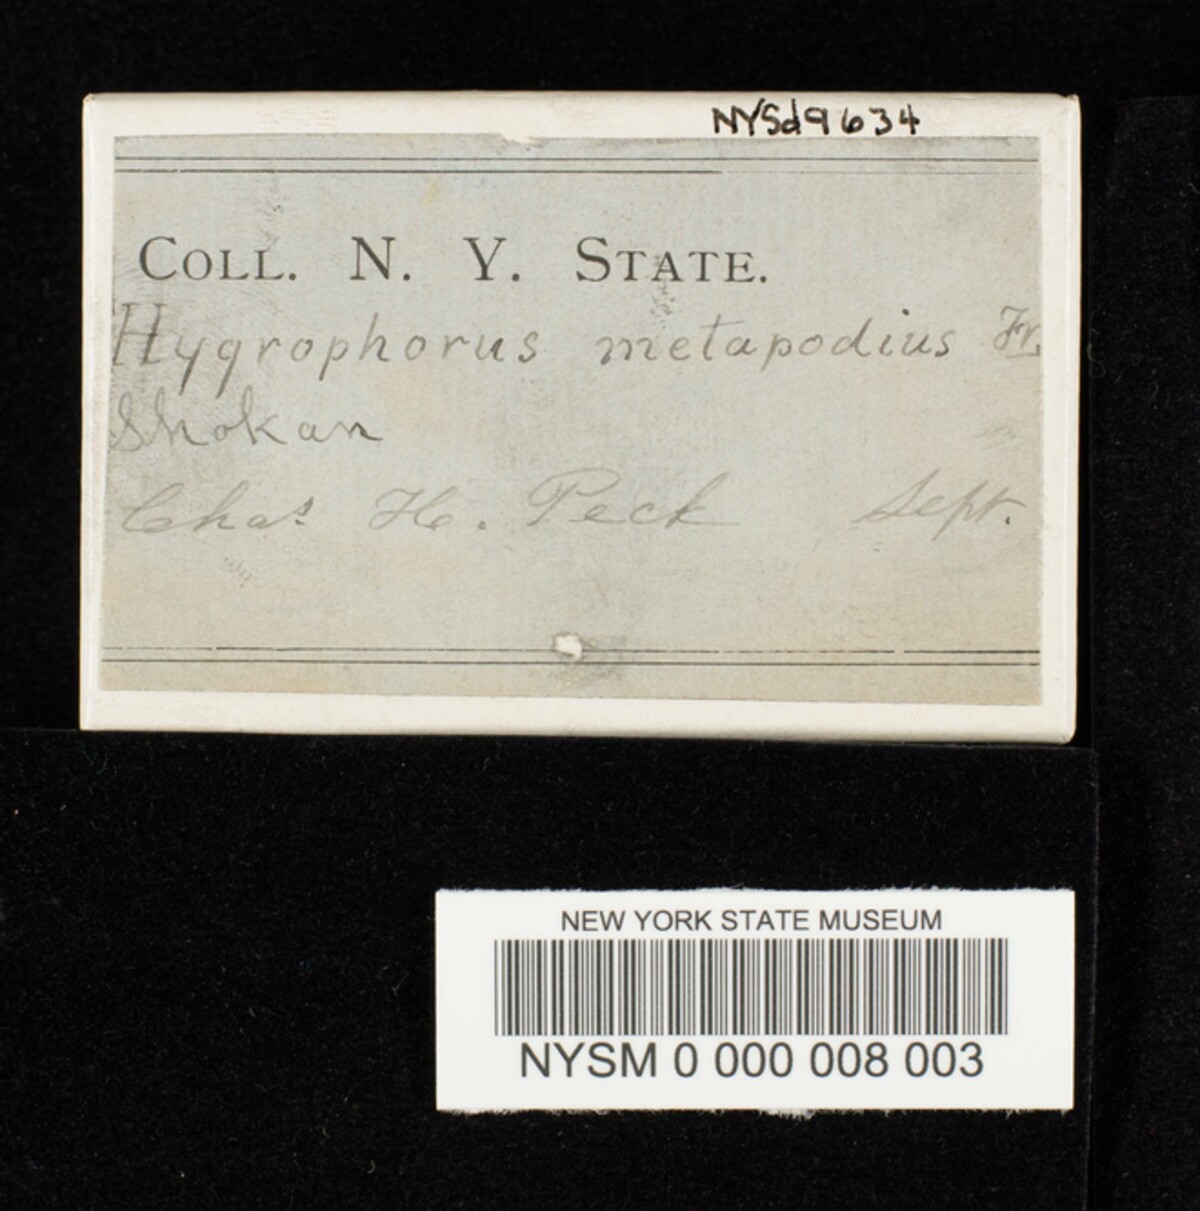 NYSd9634
COLL. N. Y. STATE.
Hygrophorus metapodius Fr.
Shokan
Chas. H. Peck Sept.
NEW YORK STATE MUSEUM
NYSM 0 000 008 003